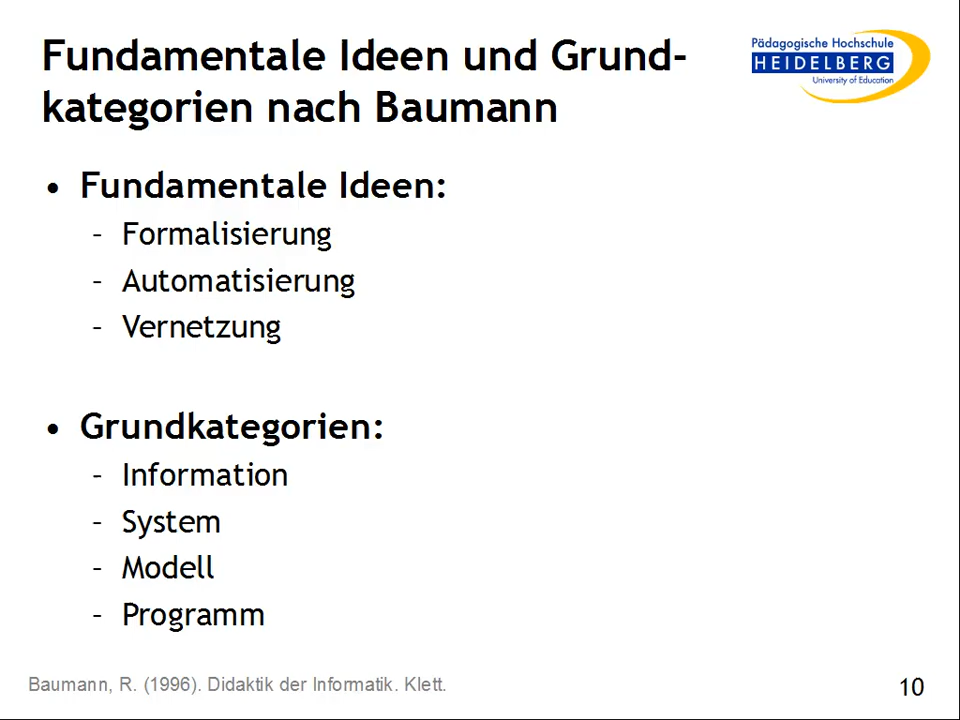 Fundamentale Ideen und Grund-
kategorien nach Baumann
Pädagogische Hochschule
HEIDELBERG
University of Education
• Fundamentale Ideen:
– Formalisierung
– Automatisierung
– Vernetzung
• Grundkategorien:
– Information
– System
– Modell
– Programm
Baumann, R. (1996). Didaktik der Informatik. Klett.
10